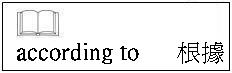 according to 根據